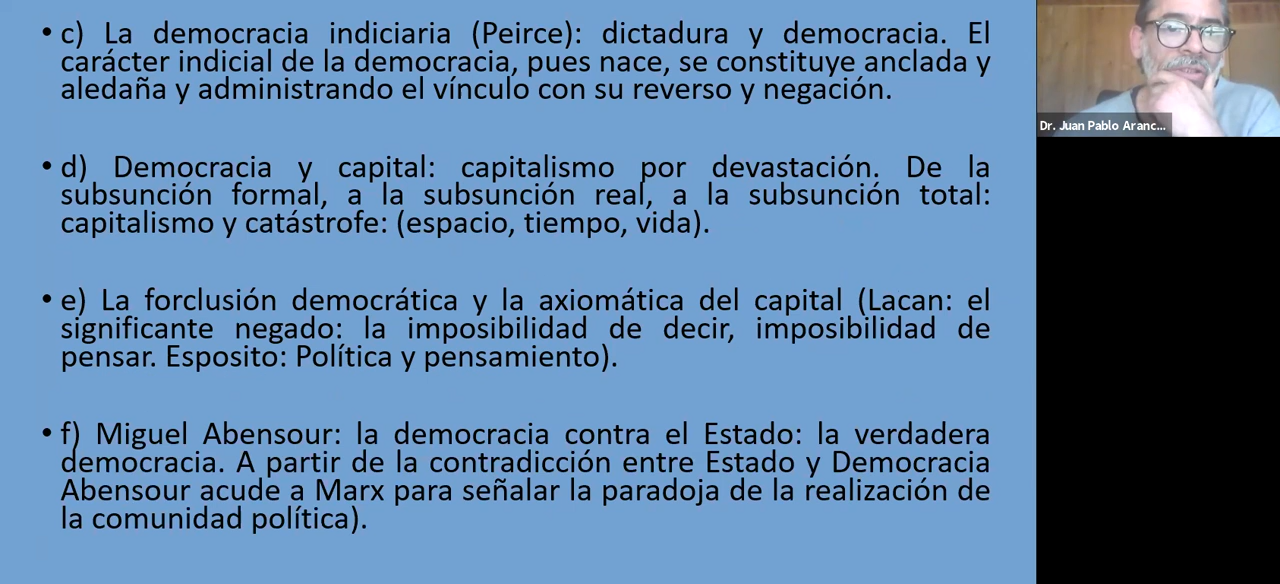 • c) La democracia indiciaria (Peirce): dictadura y democracia. El
carácter indicial de la democracia, pues nace, se constituye anclada y
aledaña y administrando el vínculo con su reverso y negación.
• d) Democracia y capital: capitalismo por devastación. De la
subsunción formal, a la subsunción real, a la subsunción total:
capitalismo y catástrofe: (espacio, tiempo, vida).
• e) La forclusión democrática y la axiomática del capital (Lacan: el
significante negado: la imposibilidad de decir, imposibilidad de
pensar. Esposito: Política y pensamiento).
• f) Miguel Abensour: la democracia contra el Estado: la verdadera
democracia. A partir de la contradicción entre Estado y Democracia
Abensour acude a Marx para señalar la paradoja de la realización de
la comunidad política).
Dr. Juan Pablo Aranc...